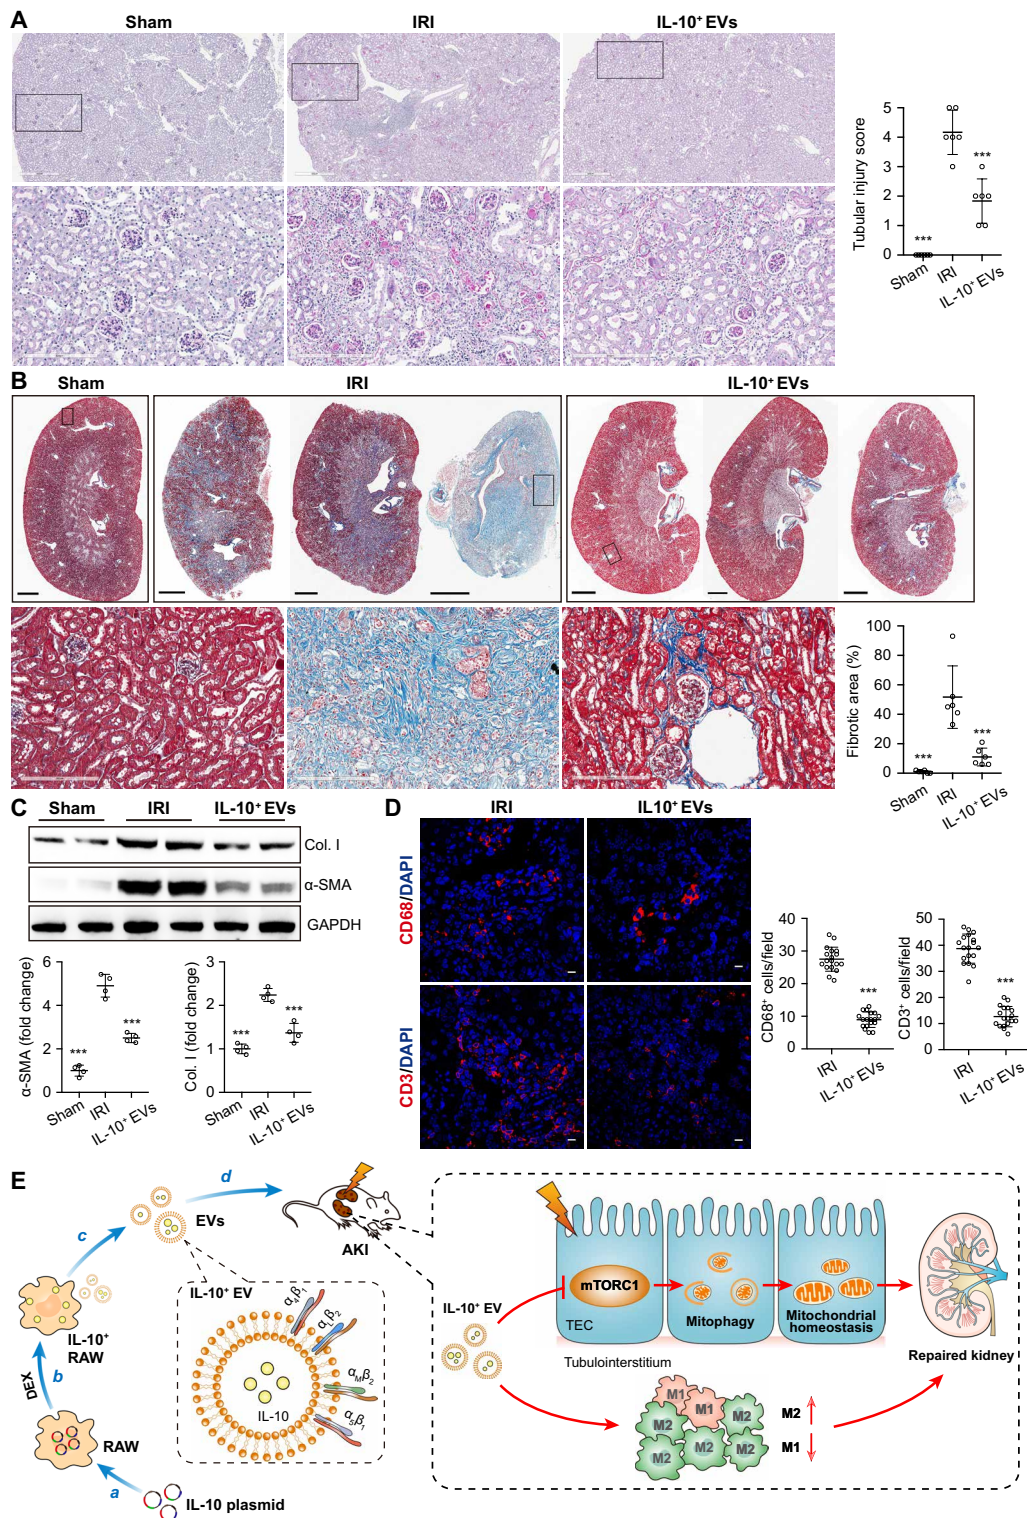 A
Sham
IRI
IL-10⁺ EVs
Tubular injury score
5
4
3
2
1
0
***
***
Sham
IRI
IL-10⁺ EVs
B
Sham
IRI
IL-10⁺ EVs
Fibrotic area (%)
100
80
60
40
20
0
***
***
Sham
IRI
IL-10⁺ EVs
C
Sham
IRI
IL-10⁺ EVs
Col. I
α-SMA
GAPDH
α-SMA (fold change)
6
4
2
0
***
***
Sham
IRI
IL-10⁺ EVs
Col. I (fold change)
3
2
1
0
***
***
Sham
IRI
IL-10⁺ EVs
D
IRI
IL10⁺ EVs
CD68/DAPI
CD3/DAPI
CD68⁺ cells/field
40
30
20
10
0
***
IRI
IL-10⁺ EVs
CD3⁺ cells/field
50
40
30
20
10
0
***
IRI
IL-10⁺ EVs
E
a
b
c
d
IL-10 plasmid
RAW
DEX
IL-10⁺
RAW
EVs
AKI
IL-10⁺ EV
α₄β₁
α_Lβ₂
α_Mβ₂
α₅β₁
IL-10
IL-10⁺ EV
mTORC1
TEC
Mitophagy
Mitochondrial
homeostasis
Repaired kidney
Tubulointerstitium
M1
M1
M2
M2
M2
M2
M2
M2
M1